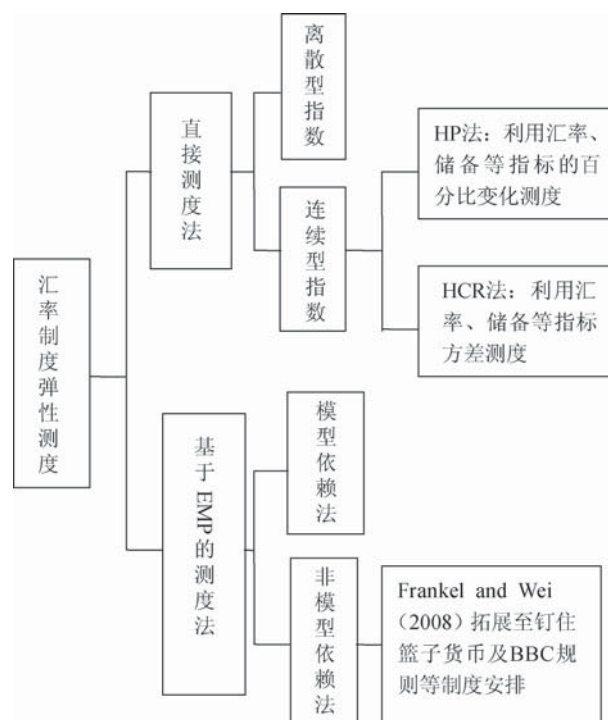 汇率制度弹性测度
直接测度法
离散型指数
连续型指数
HP法：利用汇率、
储备等指标的百
分比变化测度
HCR法：利用汇
率、储备等指标
方差测度
基于EMP的测度法
模型依赖法
非模型依赖法
Frankel and Wei
（2008）拓展至钉住
篮子货币及BBC规
则等制度安排